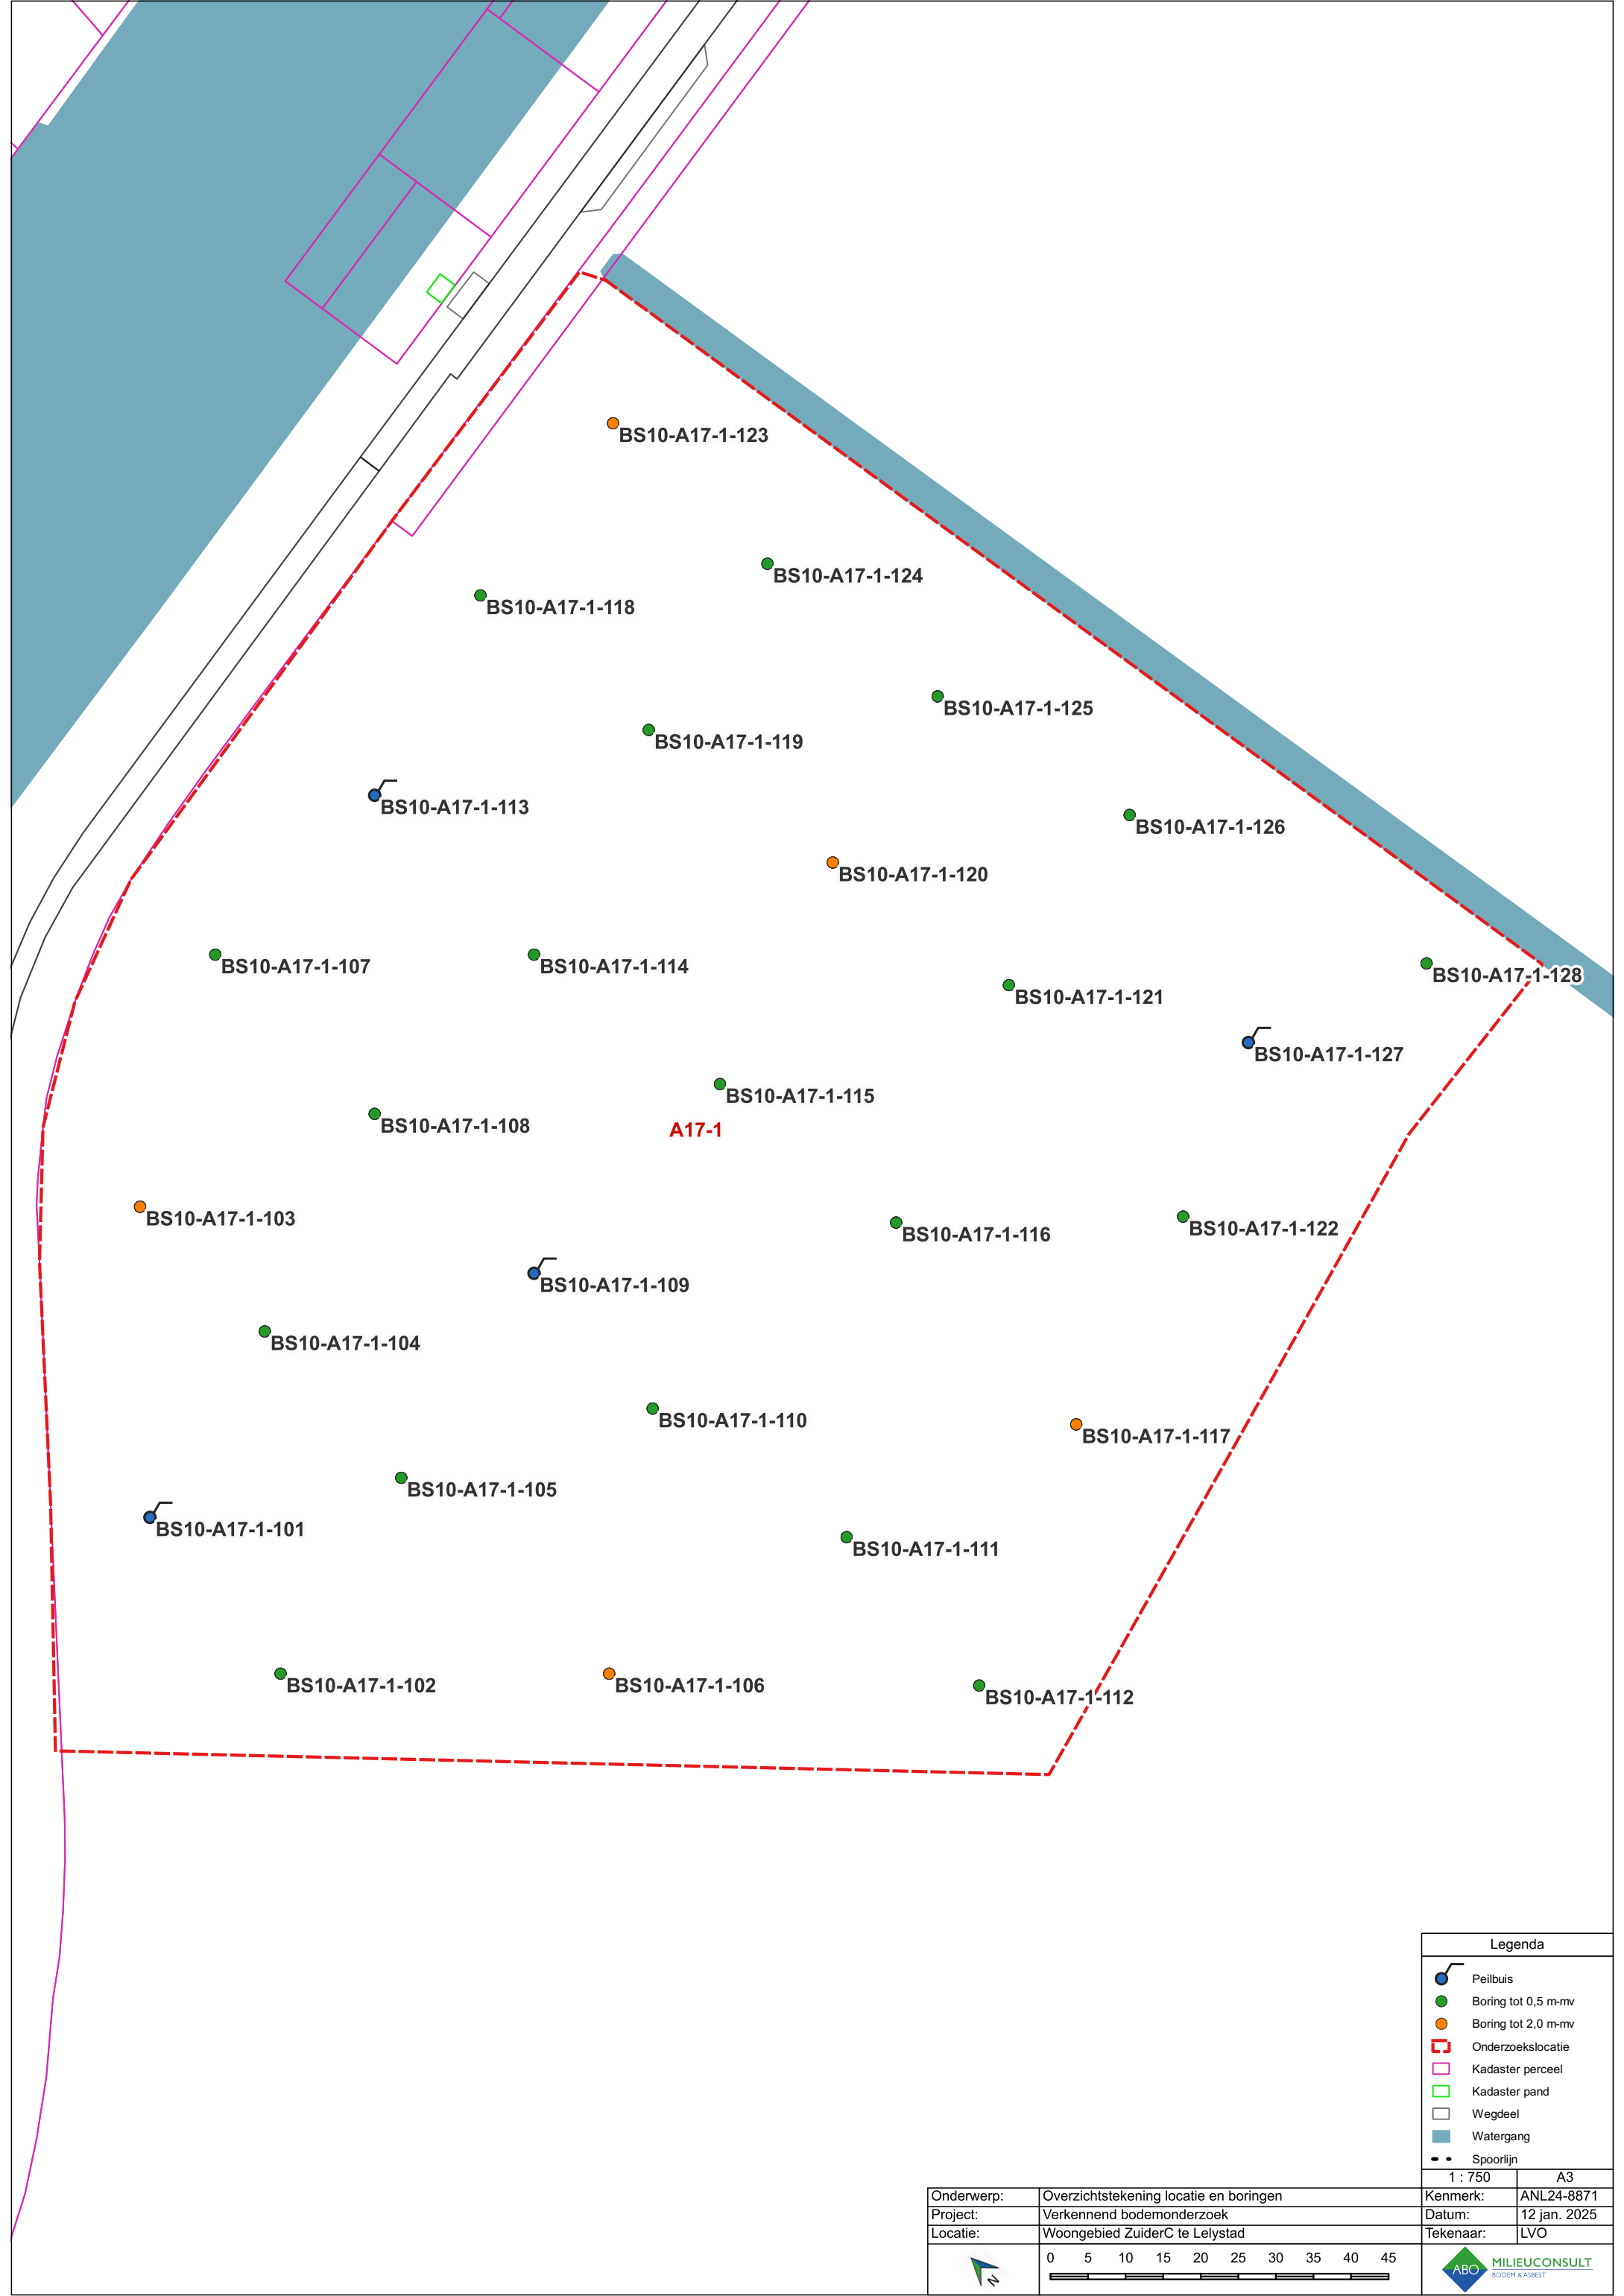 BS10-A17-1-123
BS10-A17-1-124
BS10-A17-1-118
BS10-A17-1-125
BS10-A17-1-119
BS10-A17-1-113
BS10-A17-1-126
BS10-A17-1-120
BS10-A17-1-107
BS10-A17-1-114
BS10-A17-1-128
BS10-A17-1-121
BS10-A17-1-127
BS10-A17-1-115
BS10-A17-1-108
A17-1
BS10-A17-1-103
BS10-A17-1-116
BS10-A17-1-122
BS10-A17-1-109
BS10-A17-1-104
BS10-A17-1-110
BS10-A17-1-117
BS10-A17-1-105
BS10-A17-1-101
BS10-A17-1-111
BS10-A17-1-102
BS10-A17-1-106
BS10-A17-1-112
Legenda
Peilbuis
Boring tot 0,5 m-mv
Boring tot 2,0 m-mv
Onderzoekslocatie
Kadaster perceel
Kadaster pand
Wegdeel
Watergang
Spoorlijn
1 : 750 A3
Onderwerp: Overzichtstekening locatie en boringen Kenmerk: ANL24-8871
Project: Verkennend bodemonderzoek Datum: 12 jan. 2025
Locatie: Woongebied ZuiderC te Lelystad Tekenaar: LVO
N
0 5 10 15 20 25 30 35 40 45
ABO MILIEUCONSULT
BODEM & ASBEST